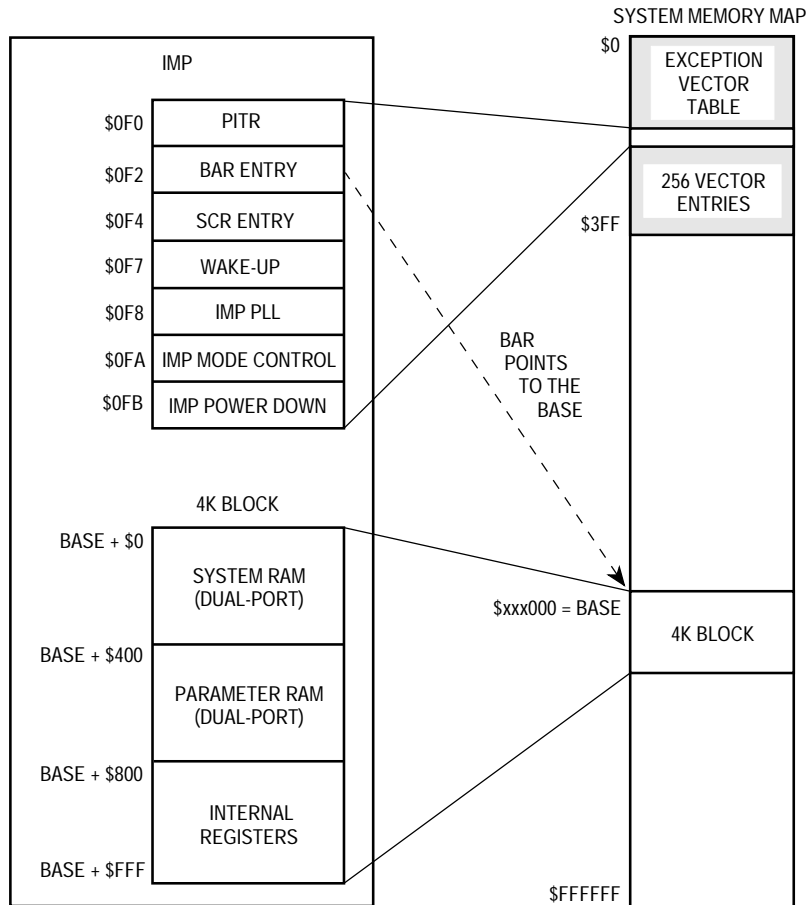 SYSTEM MEMORY MAP
$0
EXCEPTION
VECTOR
TABLE
256 VECTOR
ENTRIES
$3FF
IMP
$0F0
PITR
$0F2
BAR ENTRY
$0F4
SCR ENTRY
$0F7
WAKE-UP
$0F8
IMP PLL
$0FA
IMP MODE CONTROL
$0FB
IMP POWER DOWN
BAR
POINTS
TO THE
BASE
4K BLOCK
BASE + $0
SYSTEM RAM
(DUAL-PORT)
BASE + $400
PARAMETER RAM
(DUAL-PORT)
BASE + $800
INTERNAL
REGISTERS
BASE + $FFF
$xxx000 = BASE
4K BLOCK
$FFFFFF